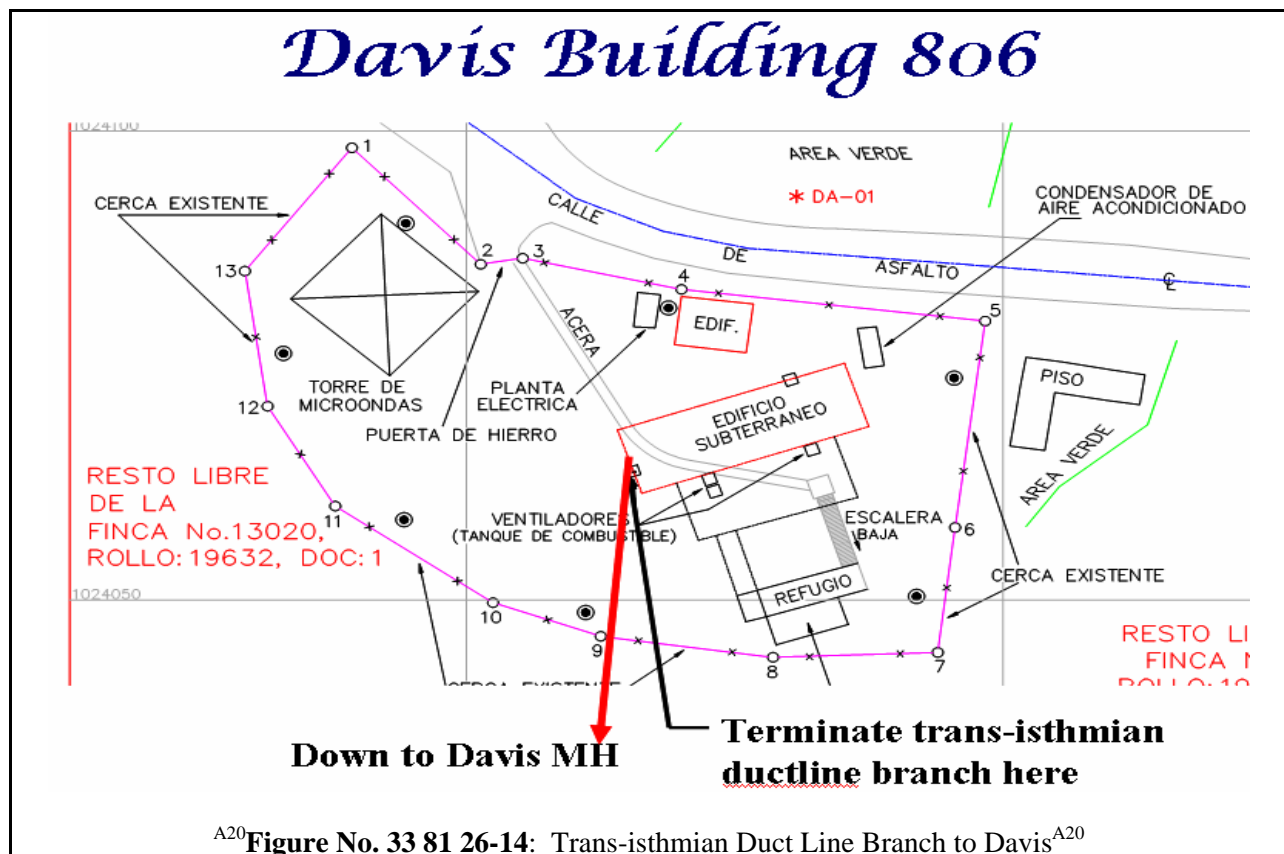 Davis Building 806
1024100
1
AREA VERDE
CERCA EXISTENTE
* DA-01
CONDENSADOR DE
AIRE ACONDICIONADO
CALLE
DE
ASFALTO
13
2
3
4
5
EDIF.
ACERA
TORRE DE
MICROONDAS
PLANTA
ELECTRICA
PUERTA DE HIERRO
PISO
12
EDIFICIO
SUBTERRANEO
AREA VERDE
RESTO LIBRE
DE LA
FINCA No.13020,
ROLLO:19632, DOC:1
11
VENTILADORES
(TANQUE DE COMBUSTIBLE)
ESCALERA
BAJA
6
CERCA EXISTENTE
REFUGIO
1024050
10
9
8
7
RESTO LI
FINCA
CERCA EXISTENTE
Down to Davis MH
Terminate trans-isthmian
ductline branch here
A20Figure No. 33 81 26-14: Trans-isthmian Duct Line Branch to DavisA20